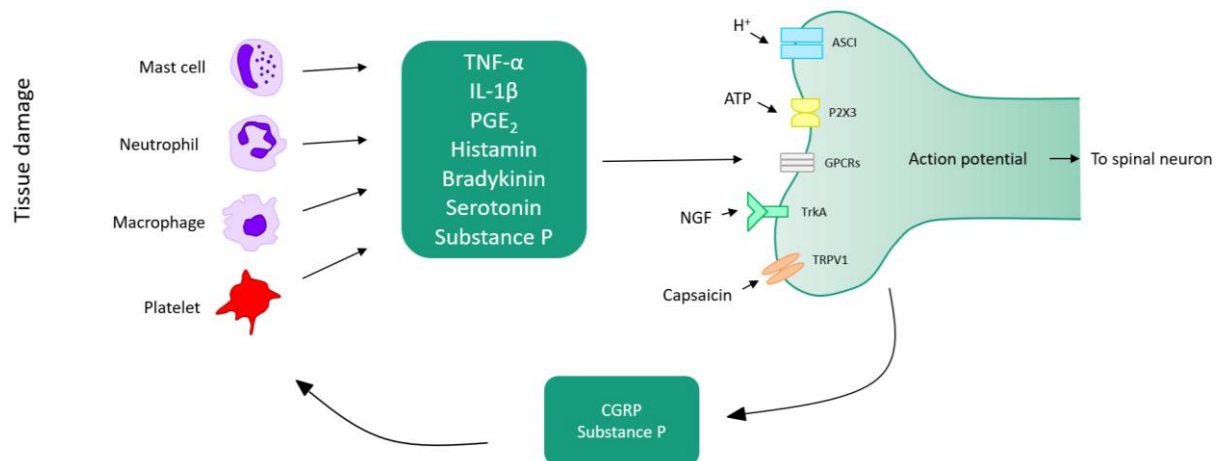 Tissue damage
Mast cell
Neutrophil
Macrophage
Platelet
TNF-α
IL-1β
PGE₂
Histamin
Bradykinin
Serotonin
Substance P
H⁺
ASCI
ATP
P2X3
GPCRs
NGF
TrkA
TRPV1
Capsaicin
Action potential
To spinal neuron
CGRP
Substance P